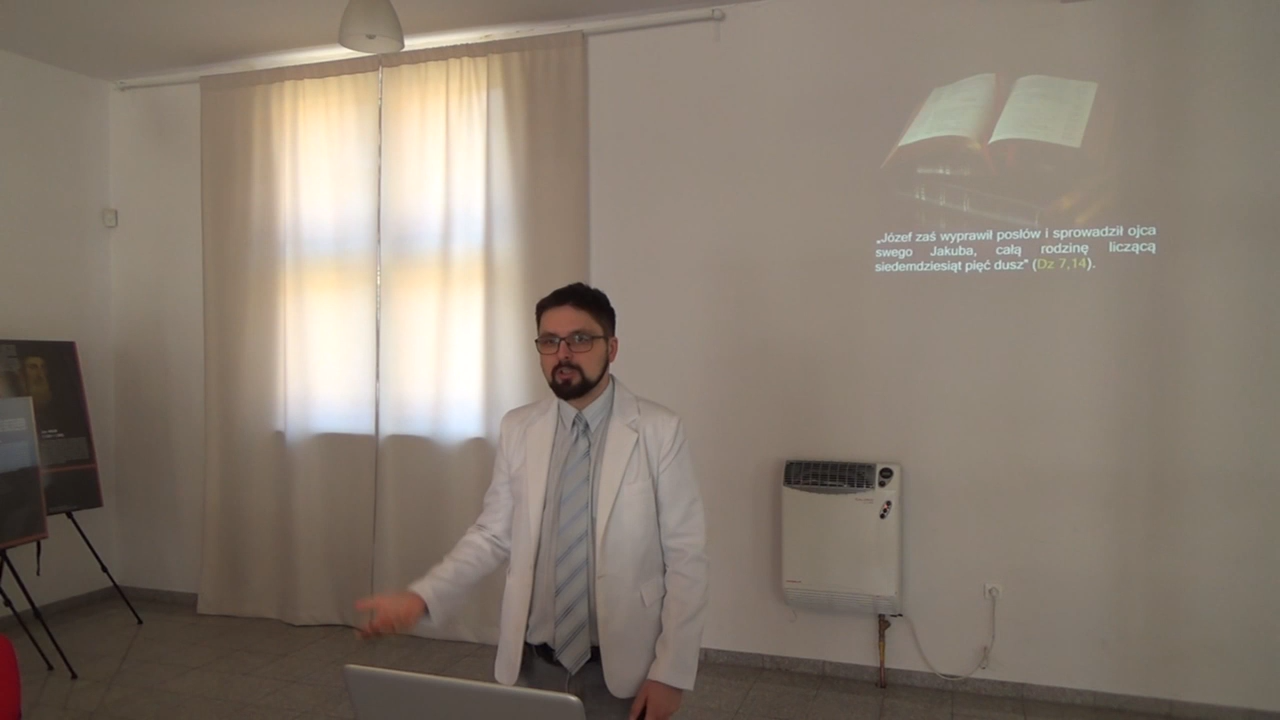 „Józef zaś wyprawił posłów i sprowadził ojca
swego Jakuba, całą rodzinę liczącą
siedemdziesiąt pięć dusz" (Dz 7,14).